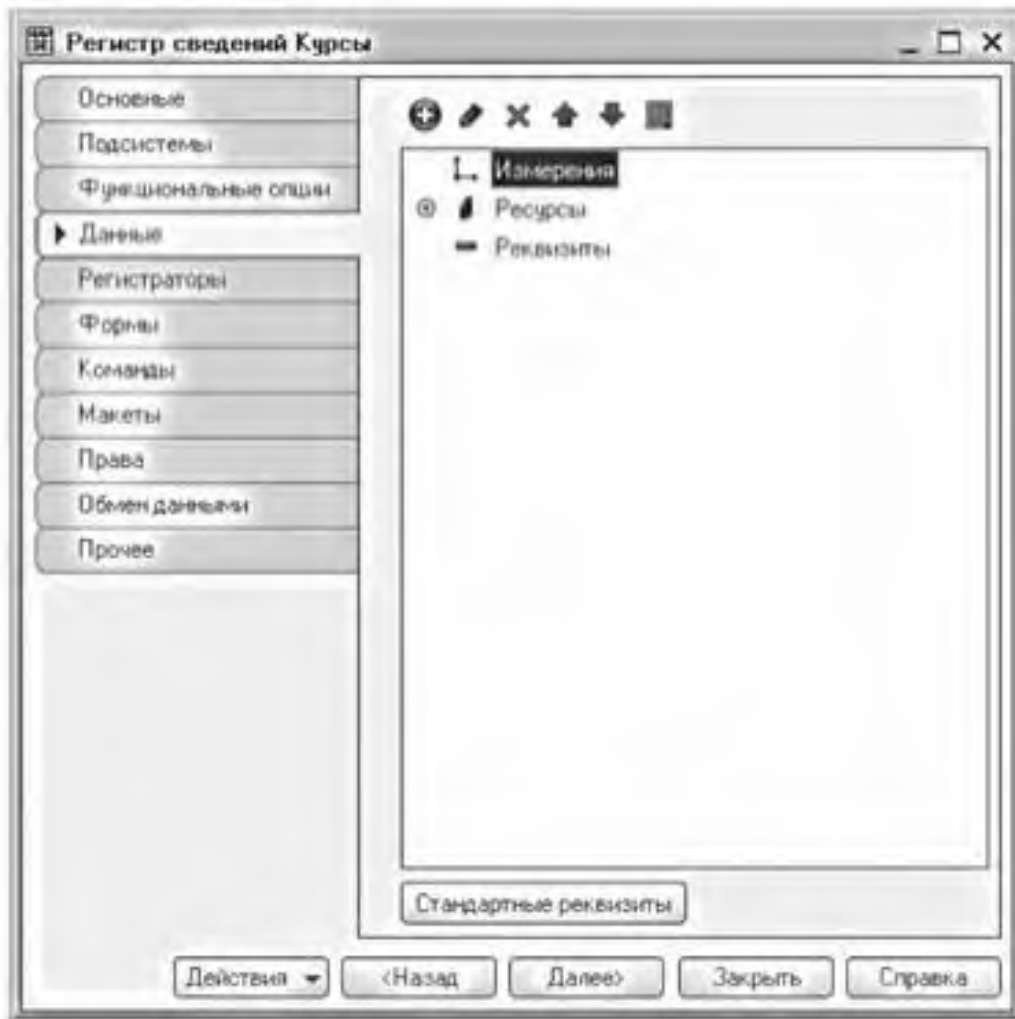 Регистр сведений Курсы
Основные
Подсистемы
Функциональные опции
Данные
Регистраторы
Формы
Команды
Макеты
Права
Обмен данными
Прочее
Измерения
Ресурсы
Реквизиты
Стандартные реквизиты
Действия
<Назад
Далее>
Закрыть
Справка